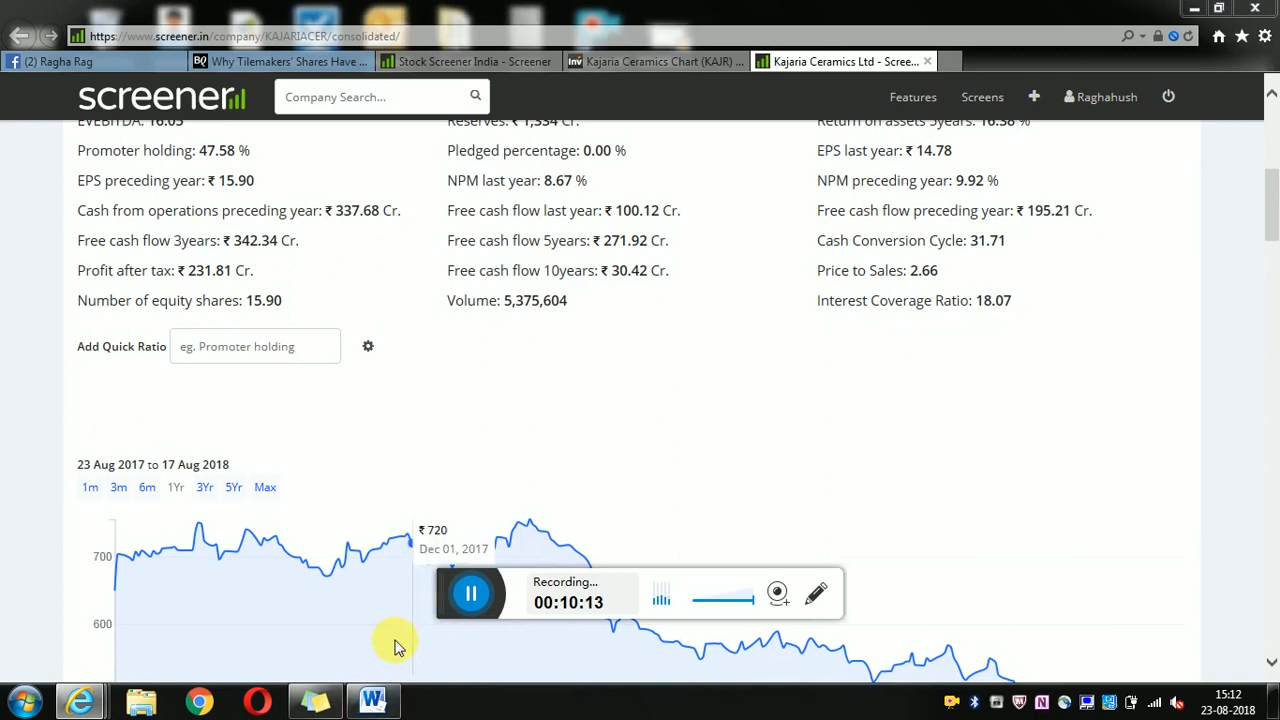 https://www.screener.in/company/KAJARIACER/consolidated/
(2) Ragha Rag
BQ Why Tilemakers' Shares Have ...
Stock Screener India - Screener
Inv Kajaria Ceramics Chart (KAJR) ...
Kajaria Ceramics Ltd - Scree...
screener
Company Search...
Features
Screens
Raghahush
EVEBITDA: 16.05
Reserves: ₹ 1,334 Cr.
Return on assets 5years: 16.38 %
Promoter holding: 47.58 %
Pledged percentage: 0.00 %
EPS last year: ₹ 14.78
EPS preceding year: ₹ 15.90
NPM last year: 8.67 %
NPM preceding year: 9.92 %
Cash from operations preceding year: ₹ 337.68 Cr.
Free cash flow last year: ₹ 100.12 Cr.
Free cash flow preceding year: ₹ 195.21 Cr.
Free cash flow 3years: ₹ 342.34 Cr.
Free cash flow 5years: ₹ 271.92 Cr.
Cash Conversion Cycle: 31.71
Profit after tax: ₹ 231.81 Cr.
Free cash flow 10years: ₹ 30.42 Cr.
Price to Sales: 2.66
Number of equity shares: 15.90
Volume: 5,375,604
Interest Coverage Ratio: 18.07
Add Quick Ratio
eg. Promoter holding
23 Aug 2017 to 17 Aug 2018
1m 3m 6m 1Yr 3Yr 5Yr Max
₹ 720
Dec 01, 2017
700
600
Recording...
00:10:13
15:12
23-08-2018